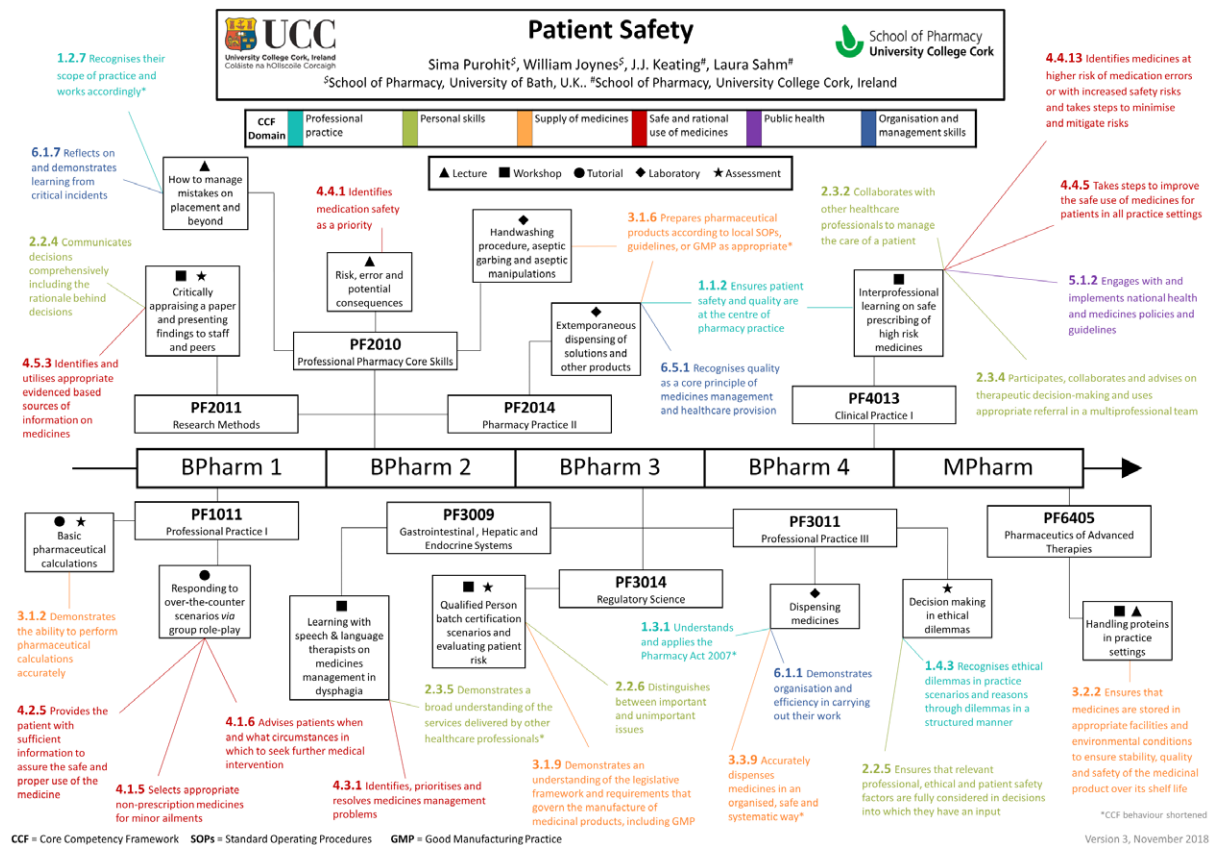 UCC
University College Cork, Ireland
Coláiste na hOllscoile Corcaigh
Patient Safety
Sima Purohit$, William Joynes$, J.J. Keating#, Laura Sahm#
$School of Pharmacy, University of Bath, U.K.. #School of Pharmacy, University College Cork, Ireland
School of Pharmacy
University College Cork
CCF
Domain
Professional
practice
Personal skills
Supply of medicines
Safe and rational
use of medicines
Public health
Organisation and
management skills
Lecture
Workshop
Tutorial
Laboratory
Assessment
1.2.7 Recognises their
scope of practice and
works accordingly*
6.1.7 Reflects on
and demonstrates
learning from
critical incidents
How to manage
mistakes on
placement and
beyond
2.2.4 Communicates
decisions
comprehensively
including the
rationale behind
decisions
4.5.3 Identifies and
utilises appropriate
evidenced based
sources of
information on
medicines
Critically
appraising a paper
and presenting
findings to staff
and peers
4.4.1 Identifies
medication safety
as a priority
Risk, error and
potential
consequences
Handwashing
procedure, aseptic
garbing and aseptic
manipulations
3.1.6 Prepares pharmaceutical
products according to local SOPs,
guidelines, or GMP as appropriate*
Extemporaneous
dispensing of
solutions and
other products
1.1.2 Ensures patient
safety and quality are
at the centre of
pharmacy practice
6.5.1 Recognises quality
as a core principle of
medicines management
and healthcare provision
2.3.2 Collaborates with
other healthcare
professionals to manage
the care of a patient
Interprofessional
learning on safe
prescribing of
high risk
medicines
4.4.13 Identifies medicines at
higher risk of medication errors
or with increased safety risks
and takes steps to minimise
and mitigate risks
4.4.5 Takes steps to improve
the safe use of medicines for
patients in all practice settings
5.1.2 Engages with and
implements national health
and medicines policies and
guidelines
2.3.4 Participates, collaborates and advises on
therapeutic decision-making and uses
appropriate referral in a multiprofessional team
PF2010
Professional Pharmacy Core Skills
PF2011
Research Methods
PF2014
Pharmacy Practice II
PF4013
Clinical Practice I
BPharm 1
BPharm 2
BPharm 3
BPharm 4
MPharm
PF1011
Professional Practice I
PF3009
Gastrointestinal , Hepatic and
Endocrine Systems
PF3011
Professional Practice III
PF6405
Pharmaceutics of Advanced
Therapies
PF3014
Regulatory Science
Basic
pharmaceutical
calculations
3.1.2 Demonstrates
the ability to perform
pharmaceutical
calculations
accurately
Responding to
over-the-counter
scenarios via
group role-play
4.2.5 Provides the
patient with
sufficient
information to
assure the safe and
proper use of the
medicine
4.1.5 Selects appropriate
non-prescription medicines
for minor ailments
4.1.6 Advises patients when
and what circumstances in
which to seek further medical
intervention
Learning with
speech & language
therapists on
medicines
management in
dysphagia
2.3.5 Demonstrates a
broad understanding of the
services delivered by other
healthcare professionals*
4.3.1 Identifies, prioritises and
resolves medicines management
problems
Qualified Person
batch certification
scenarios and
evaluating patient
risk
2.2.6 Distinguishes
between important
and unimportant
issues
3.1.9 Demonstrates an
understanding of the legislative
framework and requirements that
govern the manufacture of
medicinal products, including GMP
Dispensing
medicines
1.3.1 Understands
and applies the
Pharmacy Act 2007*
6.1.1 Demonstrates
organisation and
efficiency in carrying
out their work
3.3.9 Accurately
dispenses
medicines in an
organised, safe and
systematic way*
Decision making
in ethical
dilemmas
1.4.3 Recognises ethical
dilemmas in practice
scenarios and reasons
through dilemmas in a
structured manner
2.2.5 Ensures that relevant
professional, ethical and patient safety
factors are fully considered in decisions
into which they have an input
Handling proteins
in practice
settings
3.2.2 Ensures that
medicines are stored in
appropriate facilities and
environmental conditions
to ensure stability, quality
and safety of the medicinal
product over its shelf life
*CCF behaviour shortened
CCF = Core Competency Framework SOPs = Standard Operating Procedures GMP = Good Manufacturing Practice
Version 3, November 2018